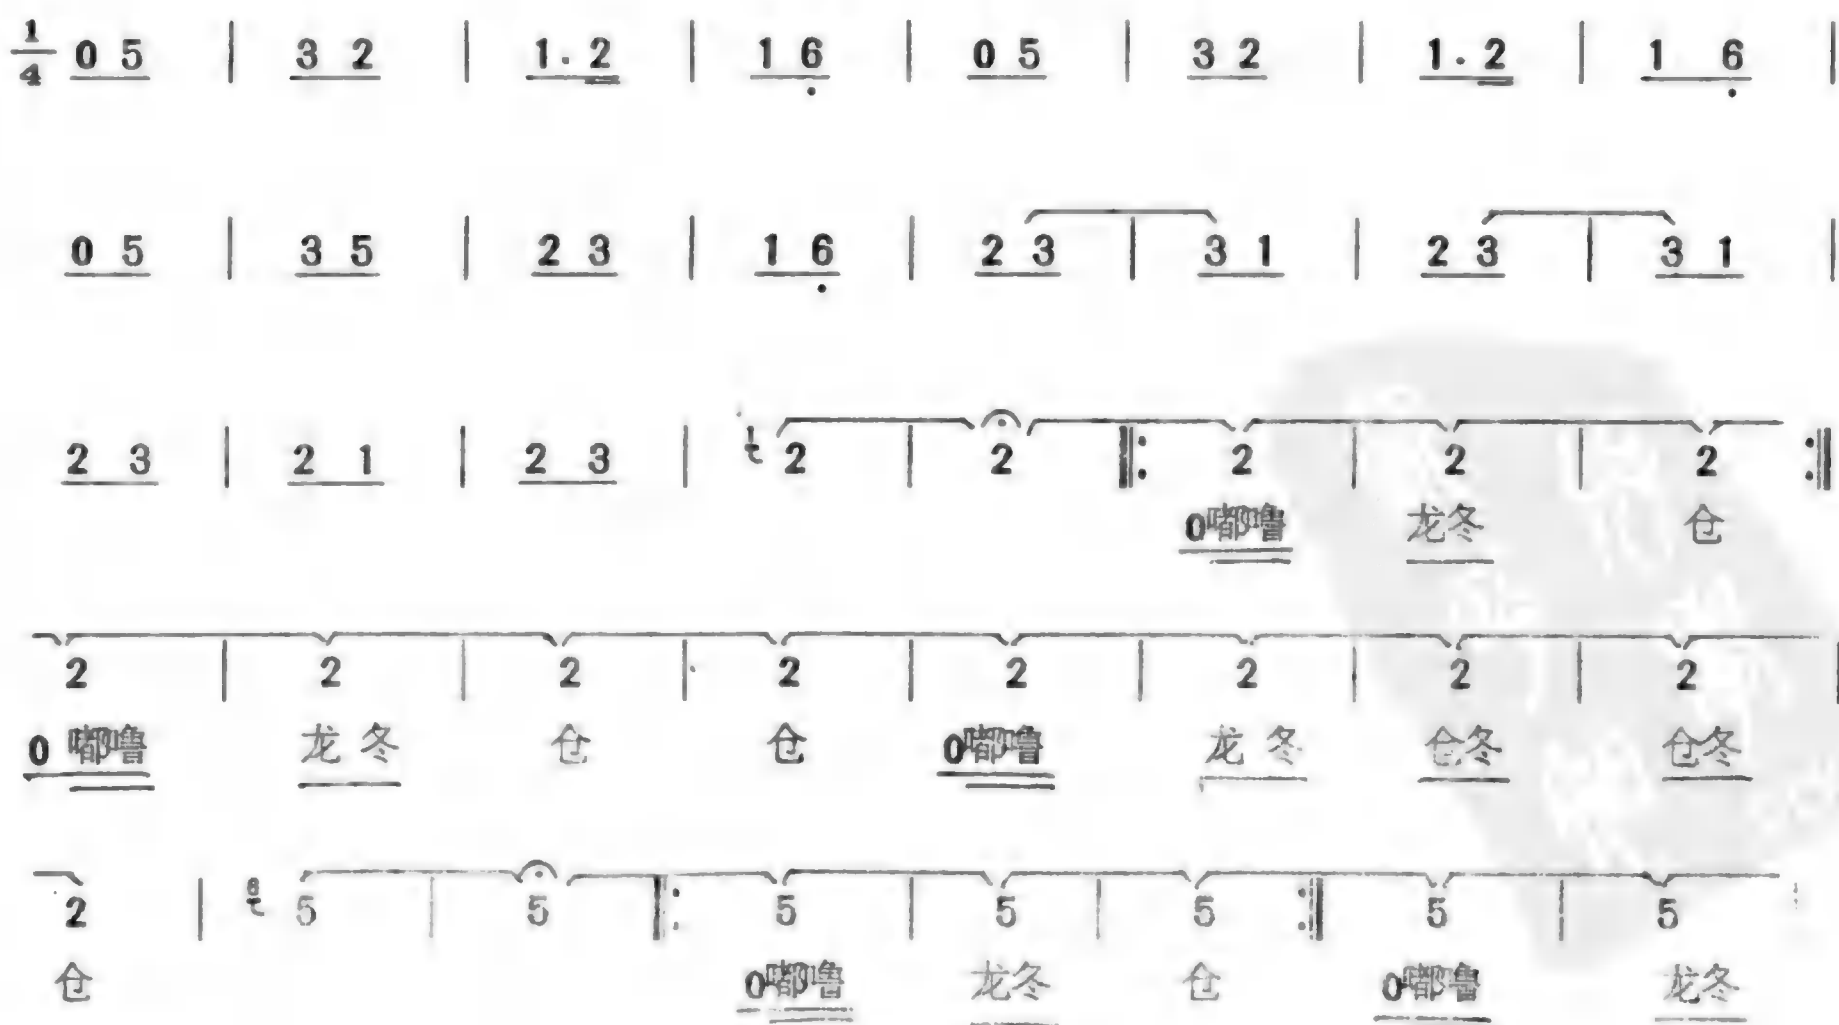 1/4 0 5 | 3 2 | 1. 2 | 1 6̣ | 0 5 | 3 2 | 1. 2 | 1 6̣ |
0 5 | 3 5 | 2 3 | 1 6̣ | 2 3 | 3 1 | 2 3 | 3 1 |
2 3 | 2 1 | 2 3 | 1 2 | 2 ‖: 2 | 2 | 2 :‖
0嘟噜 龙冬 仓
2 | 2 | 2 | 2 | 2 | 2 | 2 | 2 |
0 嘟噜 龙 冬 仓 仓 0嘟噜 龙 冬 仓冬 仓冬
2 | 6 5 | 5 ‖: 5 | 5 | 5 :‖ 5 | 5 |
仓 0嘟噜 龙冬 仓 0嘟噜 龙冬